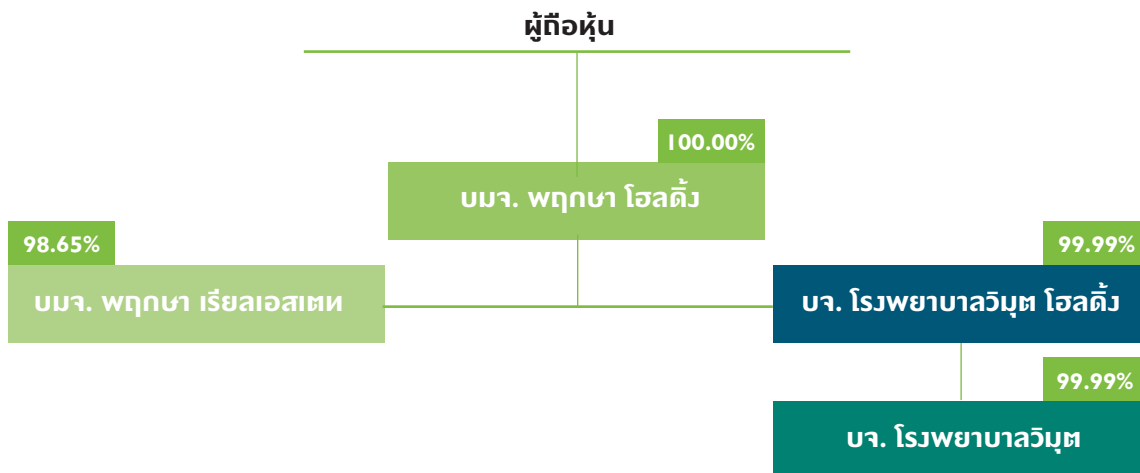 ผู้ถือหุ้น
100.00%
บมจ. พฤกษา โฮลดิ้ง
98.65%
บมจ. พฤกษา เรียลเอสเตท
99.99%
บจ. โรงพยาบาลวิมุต โฮลดิ้ง
99.99%
บจ. โรงพยาบาลวิมุต